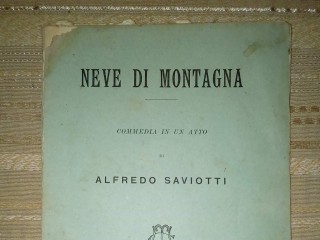 NEVE DI MONTAGNA
COMMEDIA IN UN ATTO
DI
ALFREDO SAVIOTTI